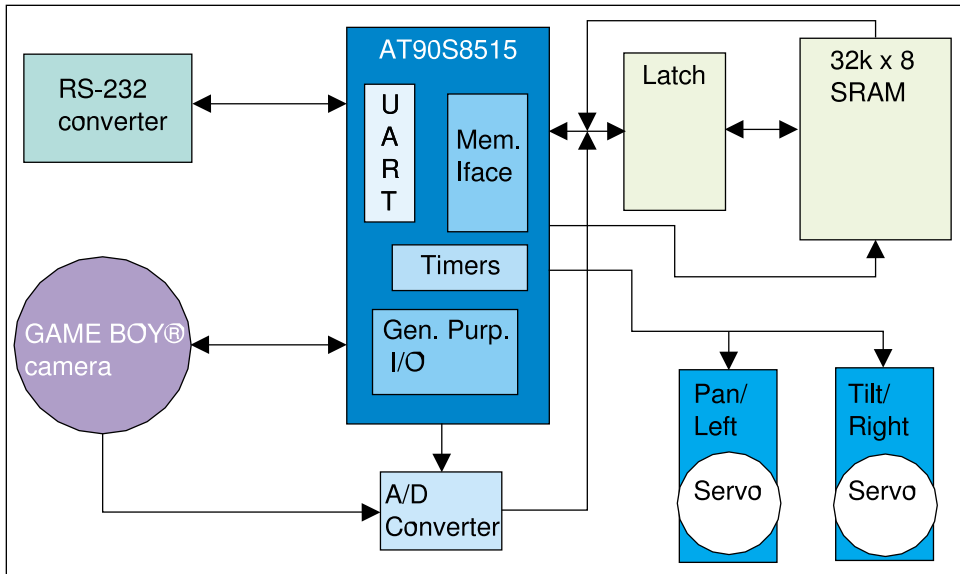 AT90S8515
RS-232
converter
U
A
R
T
Mem.
Iface
Latch
32k x 8
SRAM
Timers
GAME BOY®
camera
Gen. Purp.
I/O
Pan/
Left
Tilt/
Right
A/D
Converter
Servo
Servo